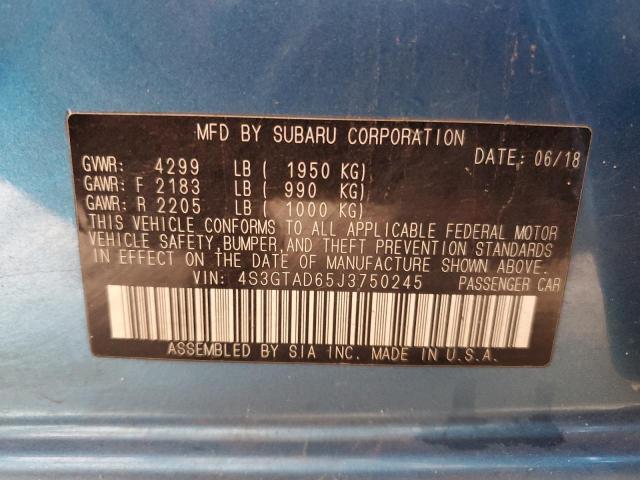 MFD BY SUBARU CORPORATION
DATE: 06/18
GVWR: 4299 LB ( 1950 KG)
GAWR: F 2183 LB ( 990 KG)
GAWR: R 2205 LB ( 1000 KG)
THIS VEHICLE CONFORMS TO ALL APPLICABLE FEDERAL MOTOR
VEHICLE SAFETY, BUMPER, AND THEFT PREVENTION STANDARDS
IN EFFECT ON THE DATE OF MANUFACTURE SHOWN ABOVE.
VIN: 4S3GTAD65J3750245 PASSENGER CAR
ASSEMBLED BY SIA INC. MADE IN U.S.A.